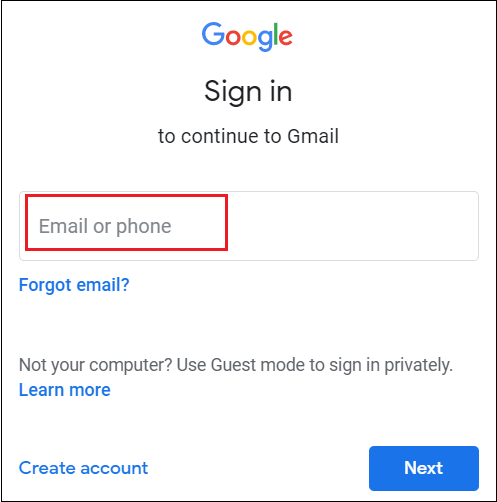 Google
Sign in
to continue to Gmail
Email or phone
Forgot email?
Not your computer? Use Guest mode to sign in privately.
Learn more
Create account
Next